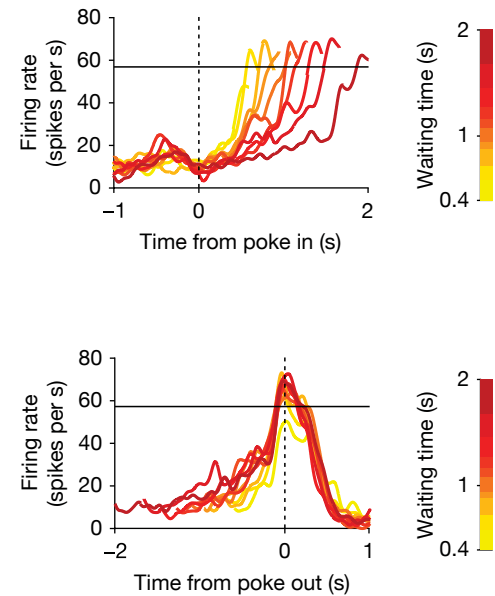 80
60
40
20
0
Firing rate
(spikes per s)
−1
0
2
Time from poke in (s)
2
1
0.4
Waiting time (s)
80
60
40
20
0
Firing rate
(spikes per s)
−2
0
1
Time from poke out (s)
2
1
0.4
Waiting time (s)